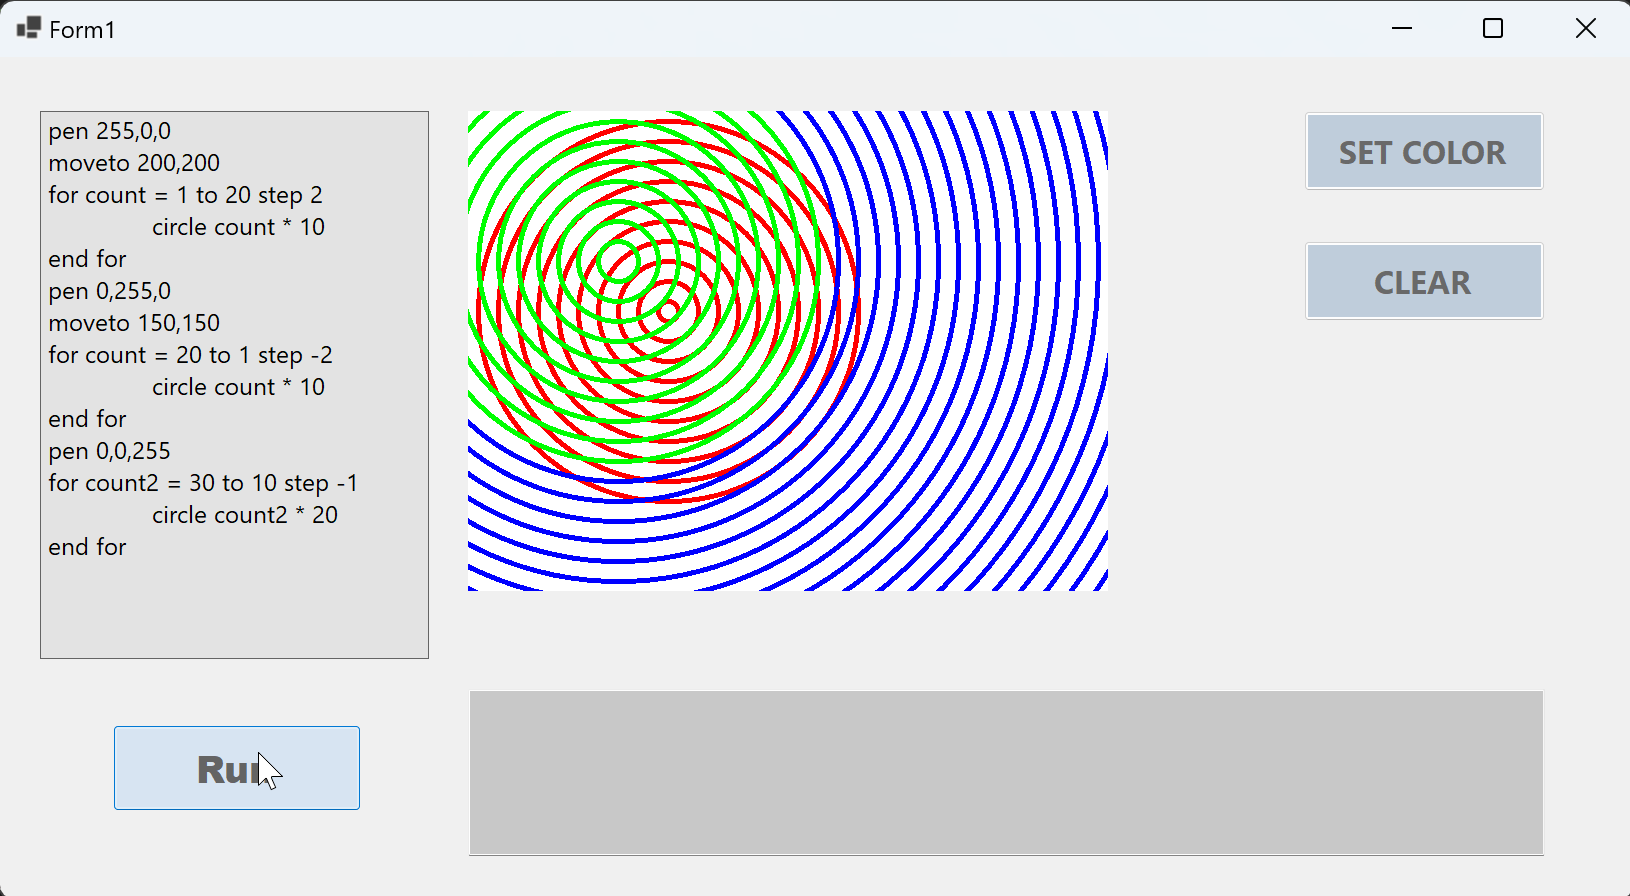 Form1
pen 255,0,0
moveto 200,200
for count = 1 to 20 step 2
circle count * 10
end for
pen 0,255,0
moveto 150,150
for count = 20 to 1 step -2
circle count * 10
end for
pen 0,0,255
for count2 = 30 to 10 step -1
circle count2 * 20
end for
SET COLOR
CLEAR
Run